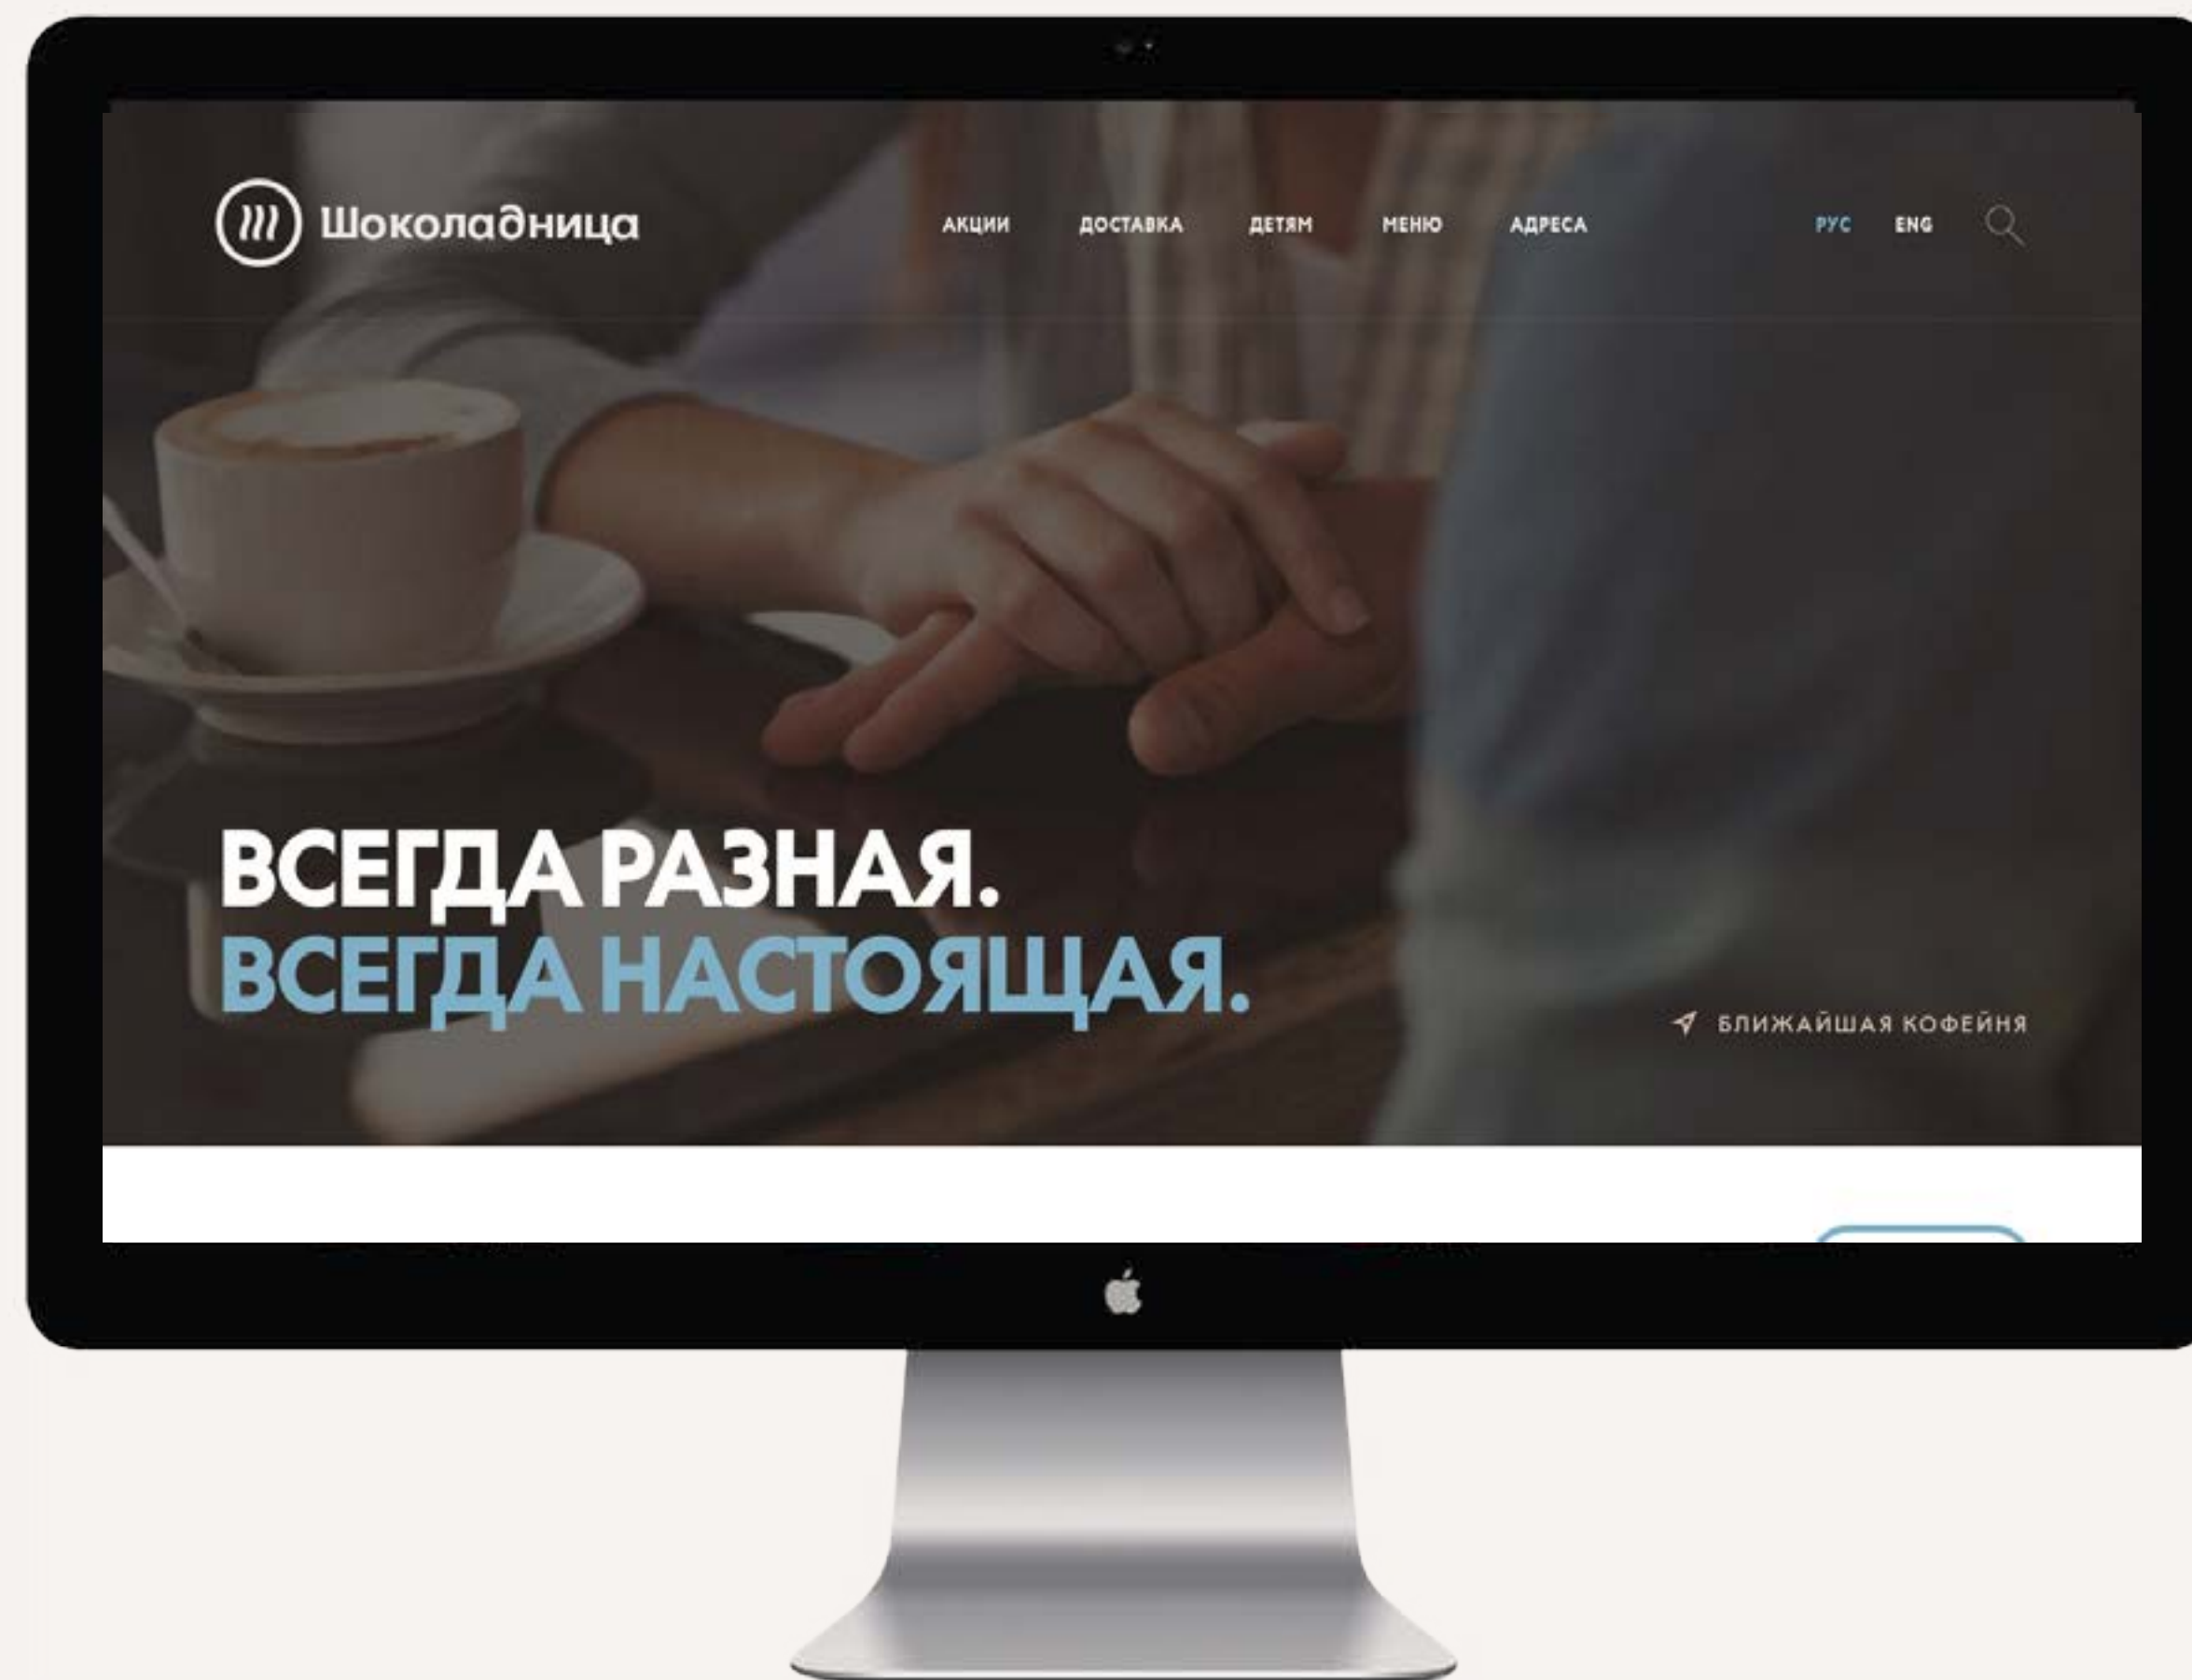 Шоколадница
АКЦИИ ДОСТАВКА ДЕТЯМ МЕНЮ АДРЕСА РУС ENG
ВСЕГДА РАЗНАЯ.
ВСЕГДА НАСТОЯЩАЯ.
БЛИЖАЙШАЯ КОФЕЙНЯ